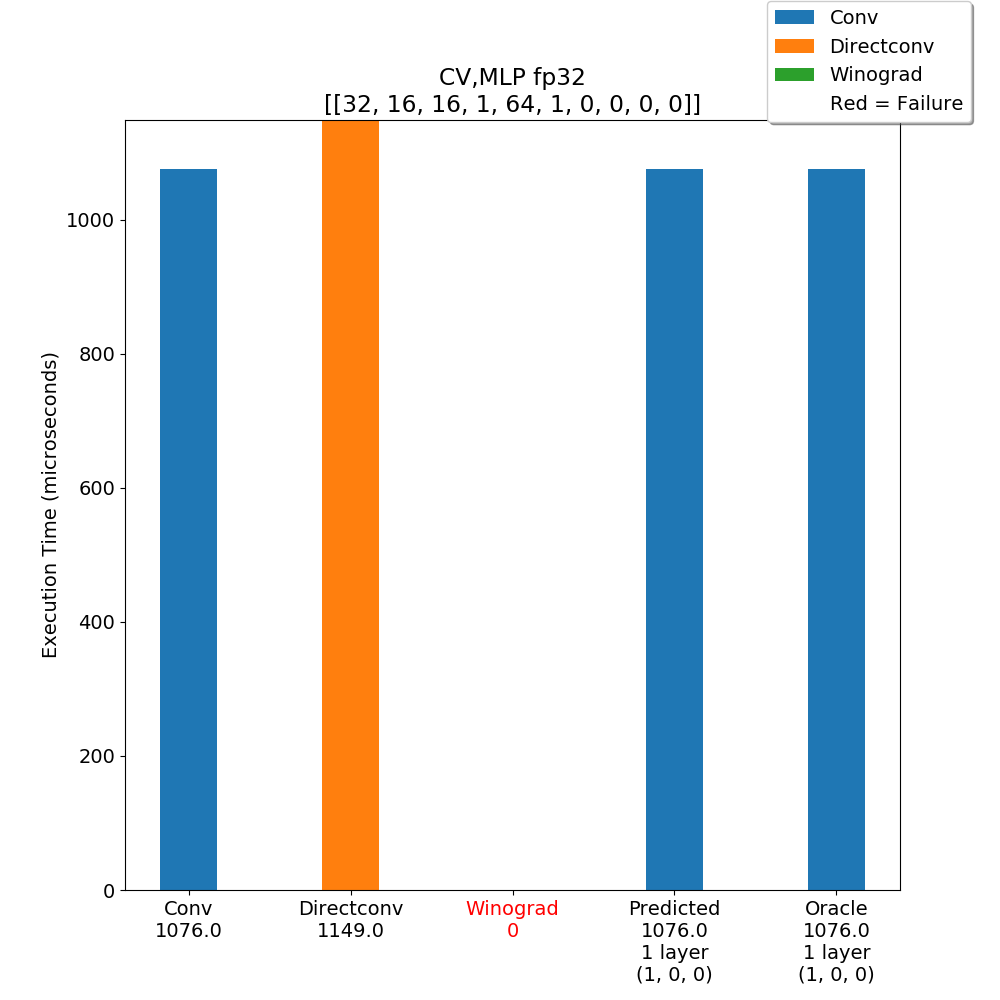 Conv
Directconv
Winograd
Red = Failure
CV,MLP fp32
[[32, 16, 16, 1, 64, 1, 0, 0, 0, 0]]
Execution Time (microseconds)
1000
800
600
400
200
0
Conv
1076.0
Directconv
1149.0
Winograd
0
Predicted
1076.0
1 layer
(1, 0, 0)
Oracle
1076.0
1 layer
(1, 0, 0)